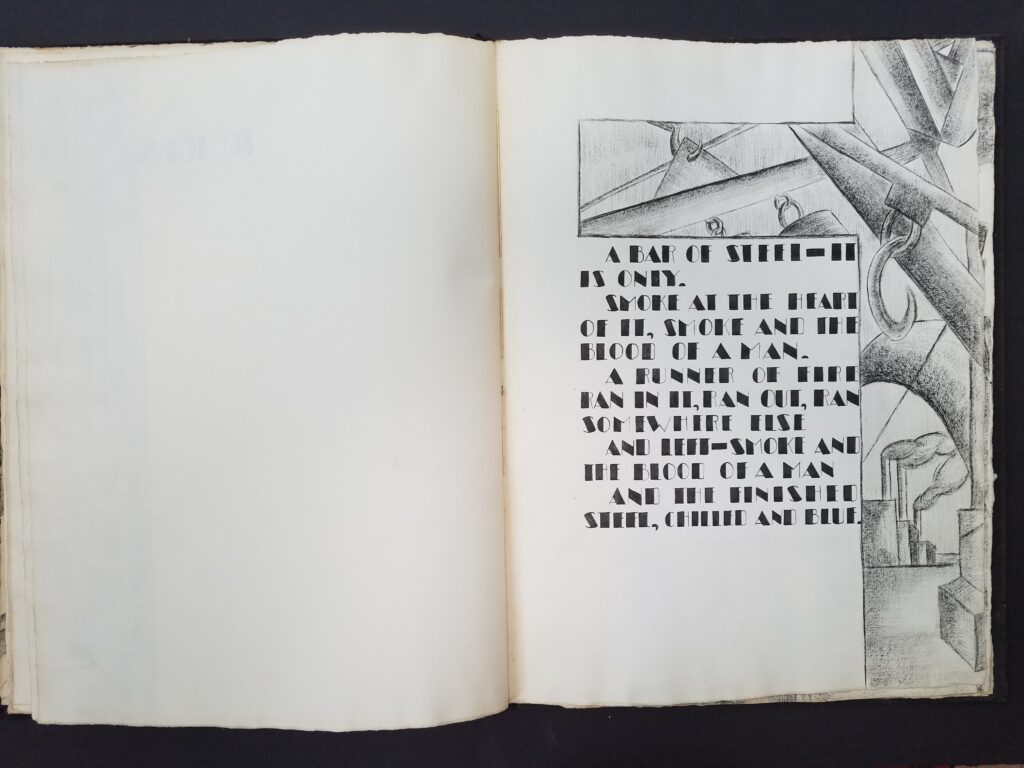 A BAR OF STEEL—IT
IS ONLY.
SMOKE AT THE HEART
OF IT, SMOKE AND THE
BLOOD OF A MAN.
A RUNNER OF FIRE
RAN IN IT, RAN OUT, RAN
SOMEWHERE ELSE
AND LEFT—SMOKE AND
THE BLOOD OF A MAN
AND THE FINISHED
STEEL, CHILLED AND BLUE.